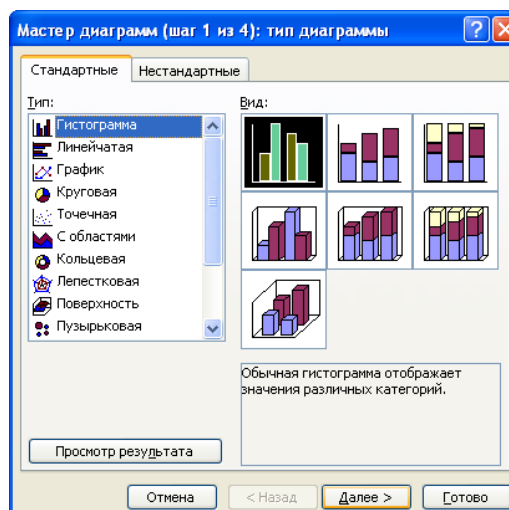 Мастер диаграмм (шаг 1 из 4): тип диаграммы
Стандартные
Нестандартные
Тип:
Гистограмма
Линейчатая
График
Круговая
Точечная
С областями
Кольцевая
Лепестковая
Поверхность
Пузырьковая
Вид:
Обычная гистограмма отображает
значения различных категорий.
Просмотр результата
Отмена
< Назад
Далее >
Готово